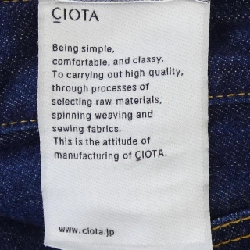 CIOTA
Being simple,
comfortable, and classy.
To carrying out high quality,
through processes of
selecting raw materials,
spinning weaving and
sewing fabrics.
This is the attitude of
manufacturing of CIOTA.
www.ciota.jp